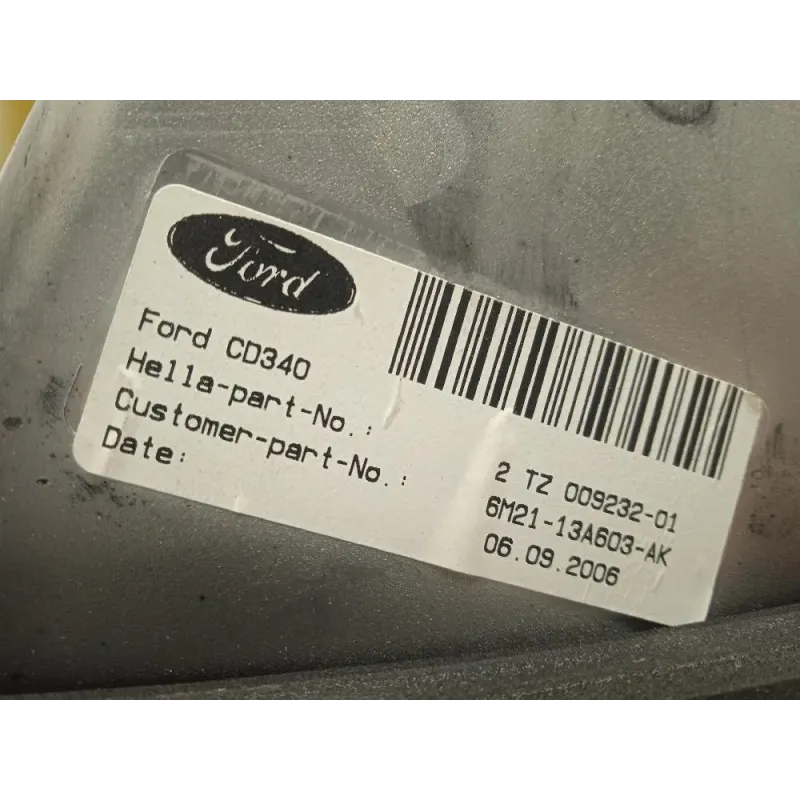 Ford
Ford CD340
Hella-part-No.: 2 TZ 009232-01
Customer-part-No.: 6M21-13A603-AK
Date: 06.09.2006